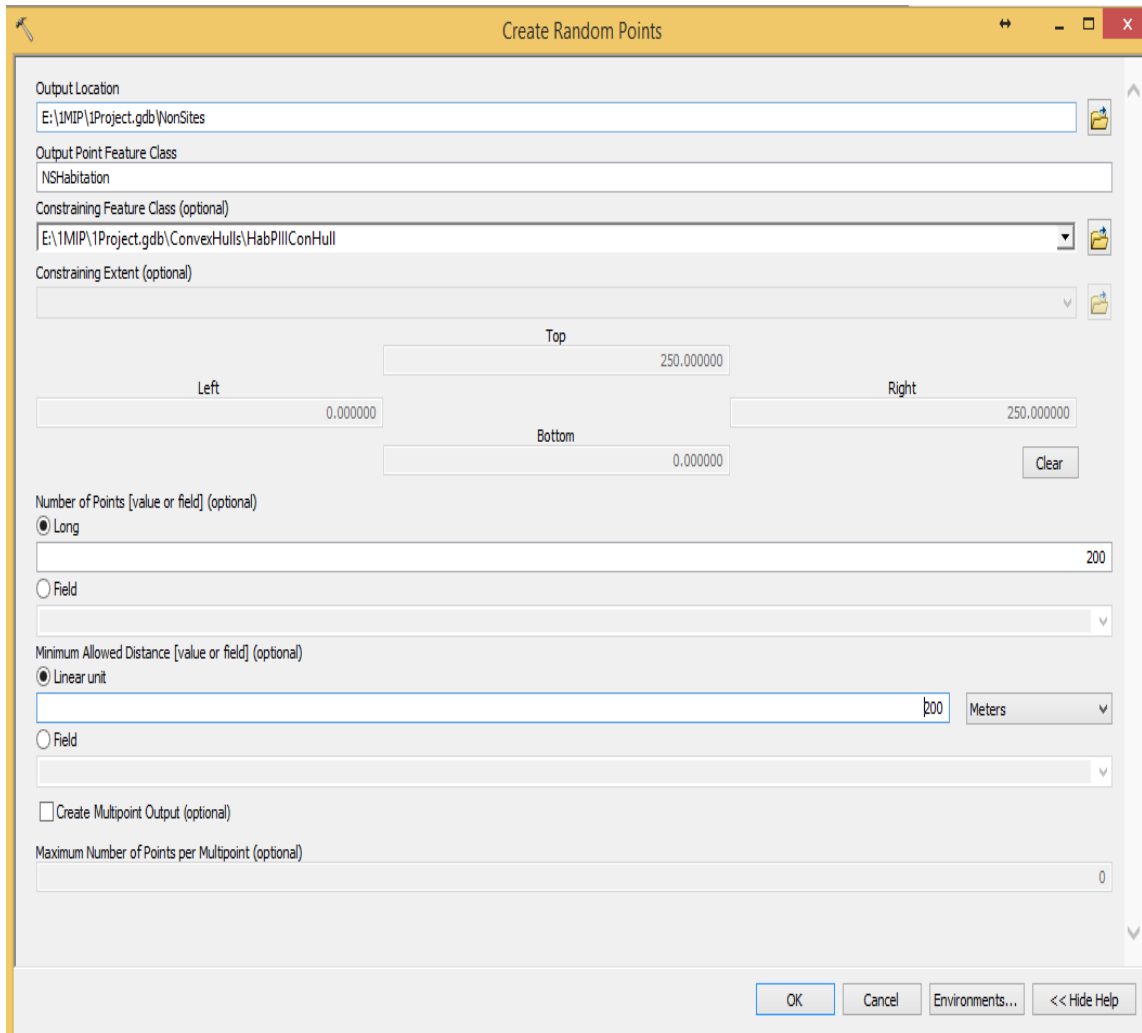 Create Random Points
Output Location
E:\1MIP\1Project.gdb\NonSites
Output Point Feature Class
NSHabitation
Constraining Feature Class (optional)
E:\1MIP\1Project.gdb\ConvexHulls\HabPIIIConHull
Constraining Extent (optional)
Top
250.000000
Left
Right
0.000000
250.000000
Bottom
0.000000
Clear
Number of Points [value or field] (optional)
Long
200
Field
Minimum Allowed Distance [value or field] (optional)
Linear unit
200 Meters
Field
Create Multipoint Output (optional)
Maximum Number of Points per Multipoint (optional)
0
OK Cancel Environments... << Hide Help